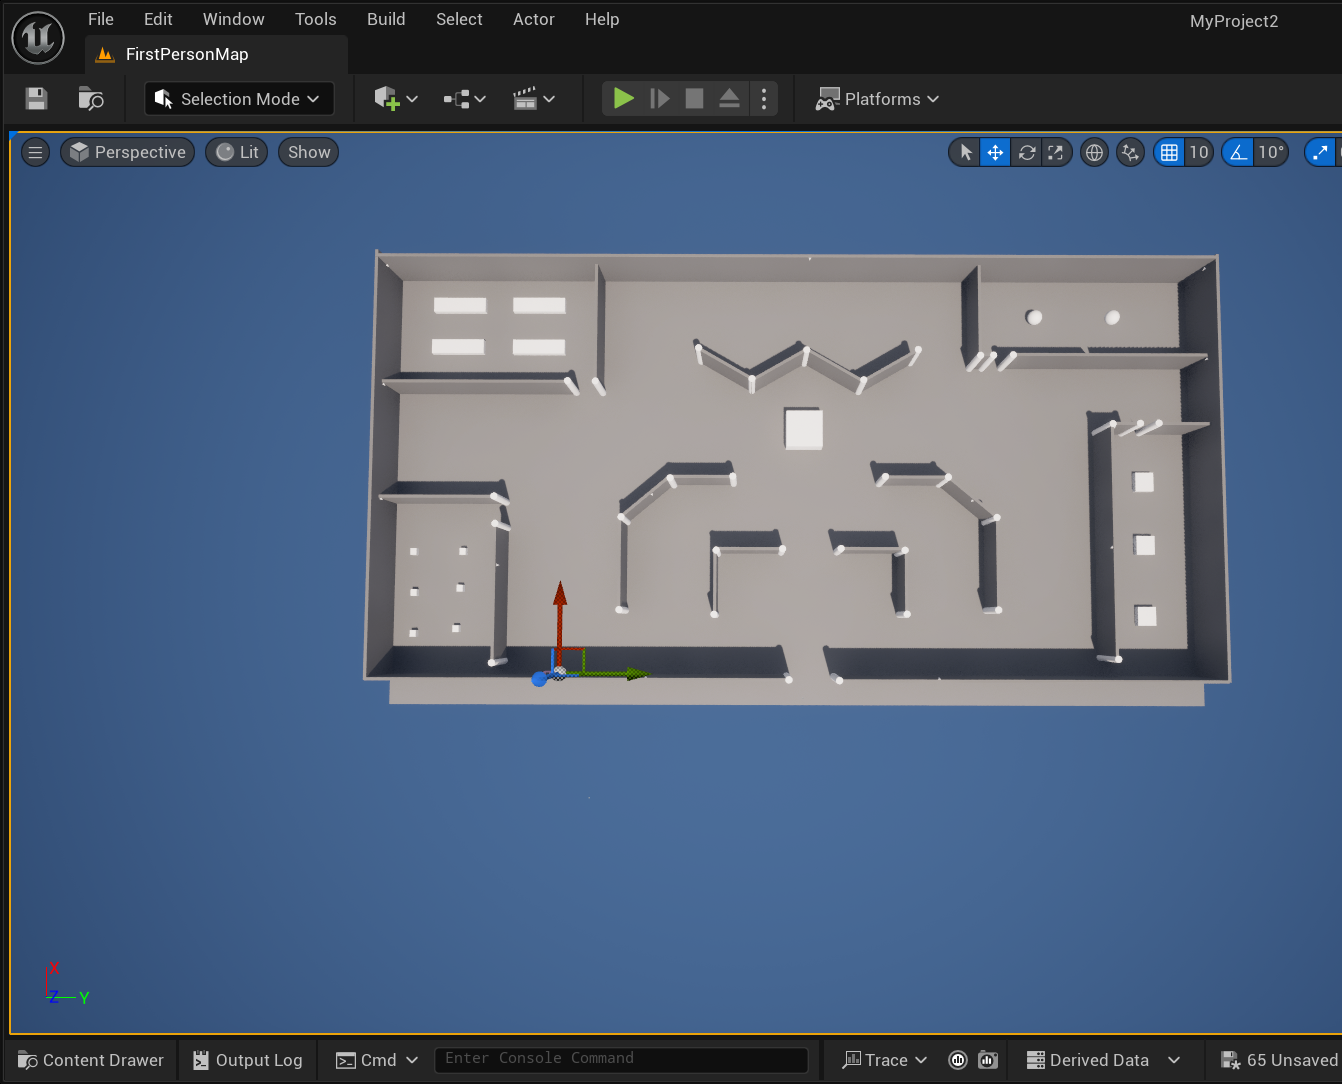 File Edit Window Tools Build Select Actor Help
MyProject2
FirstPersonMap
Selection Mode
Platforms
Perspective Lit Show
10 10°
X
Z Y
Content Drawer Output Log Cmd Enter Console Command Trace Derived Data 65 Unsaved